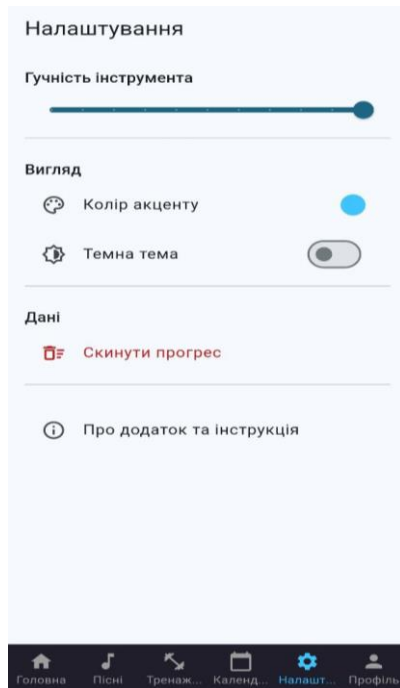 Налаштування
Гучність інструмента
Вигляд
Колір акценту
Темна тема
Дані
Скинути прогрес
Про додаток та інструкція
Головна Пісні Тренаж... Календ... Налашт... Профіль